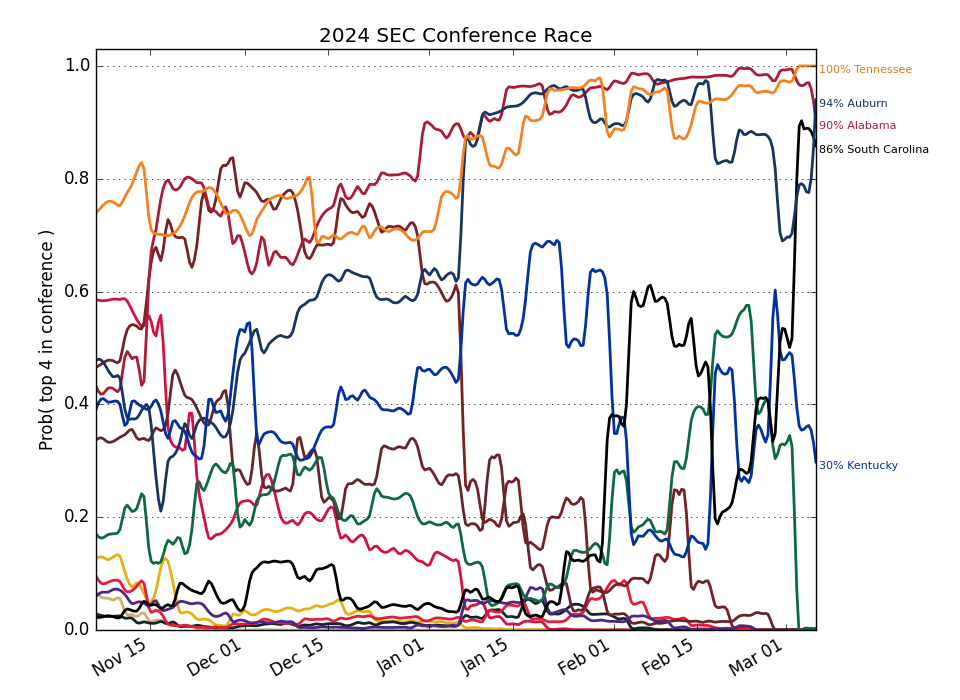 2024 SEC Conference Race
Prob( top 4 in conference )
1.0
0.8
0.6
0.4
0.2
0.0
100% Tennessee
94% Auburn
90% Alabama
86% South Carolina
30% Kentucky
Nov 15
Dec 01
Dec 15
Jan 01
Jan 15
Feb 01
Feb 15
Mar 01